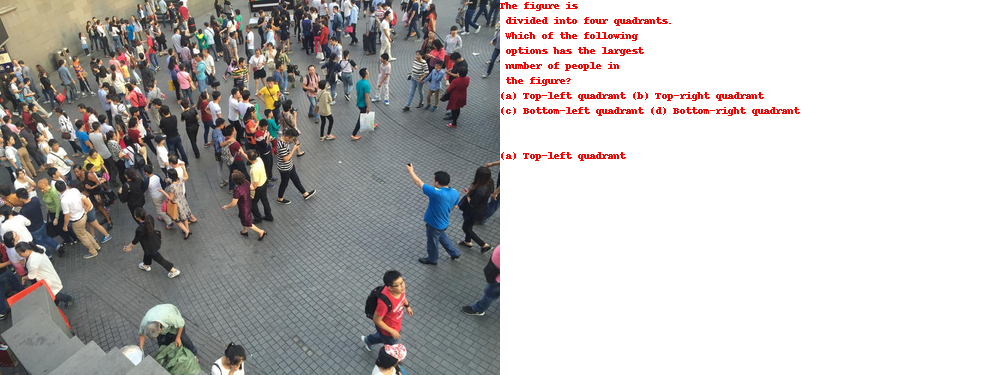 The figure is
divided into four quadrants.
Which of the following
options has the largest
number of people in
the figure?
(a) Top-left quadrant (b) Top-right quadrant
(c) Bottom-left quadrant (d) Bottom-right quadrant
(a) Top-left quadrant